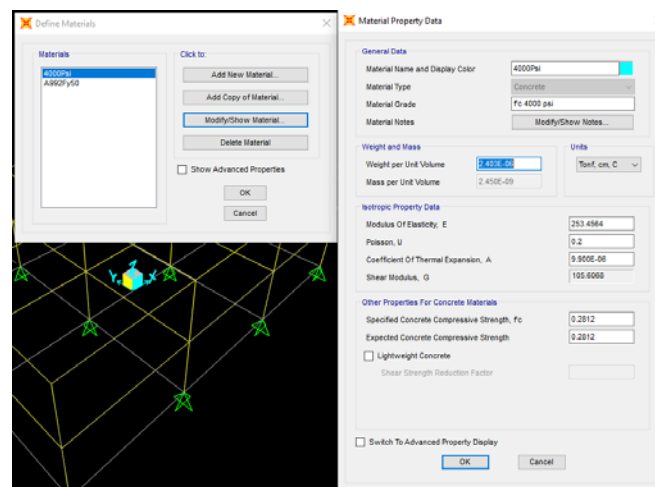 Define Materials
Materials
4000Psi
A992Fy50
Click to:
Add New Material...
Add Copy of Material...
Modify/Show Material...
Delete Material
Show Advanced Properties
OK
Cancel
Z
Y
X
Material Property Data
General Data
Material Name and Display Color 4000Psi
Material Type Concrete
Material Grade f'c 4000 psi
Material Notes Modify/Show Notes...
Weight and Mass
Weight per Unit Volume 2.403E-06
Mass per Unit Volume 2.450E-09
Units
Tonf, cm, C
Isotropic Property Data
Modulus Of Elasticity, E 253.4564
Poisson, U 0.2
Coefficient Of Thermal Expansion, A 9.900E-06
Shear Modulus, G 105.6068
Other Properties For Concrete Materials
Specified Concrete Compressive Strength, f'c 0.2812
Expected Concrete Compressive Strength 0.2812
Lightweight Concrete
Shear Strength Reduction Factor
Switch To Advanced Property Display
OK Cancel